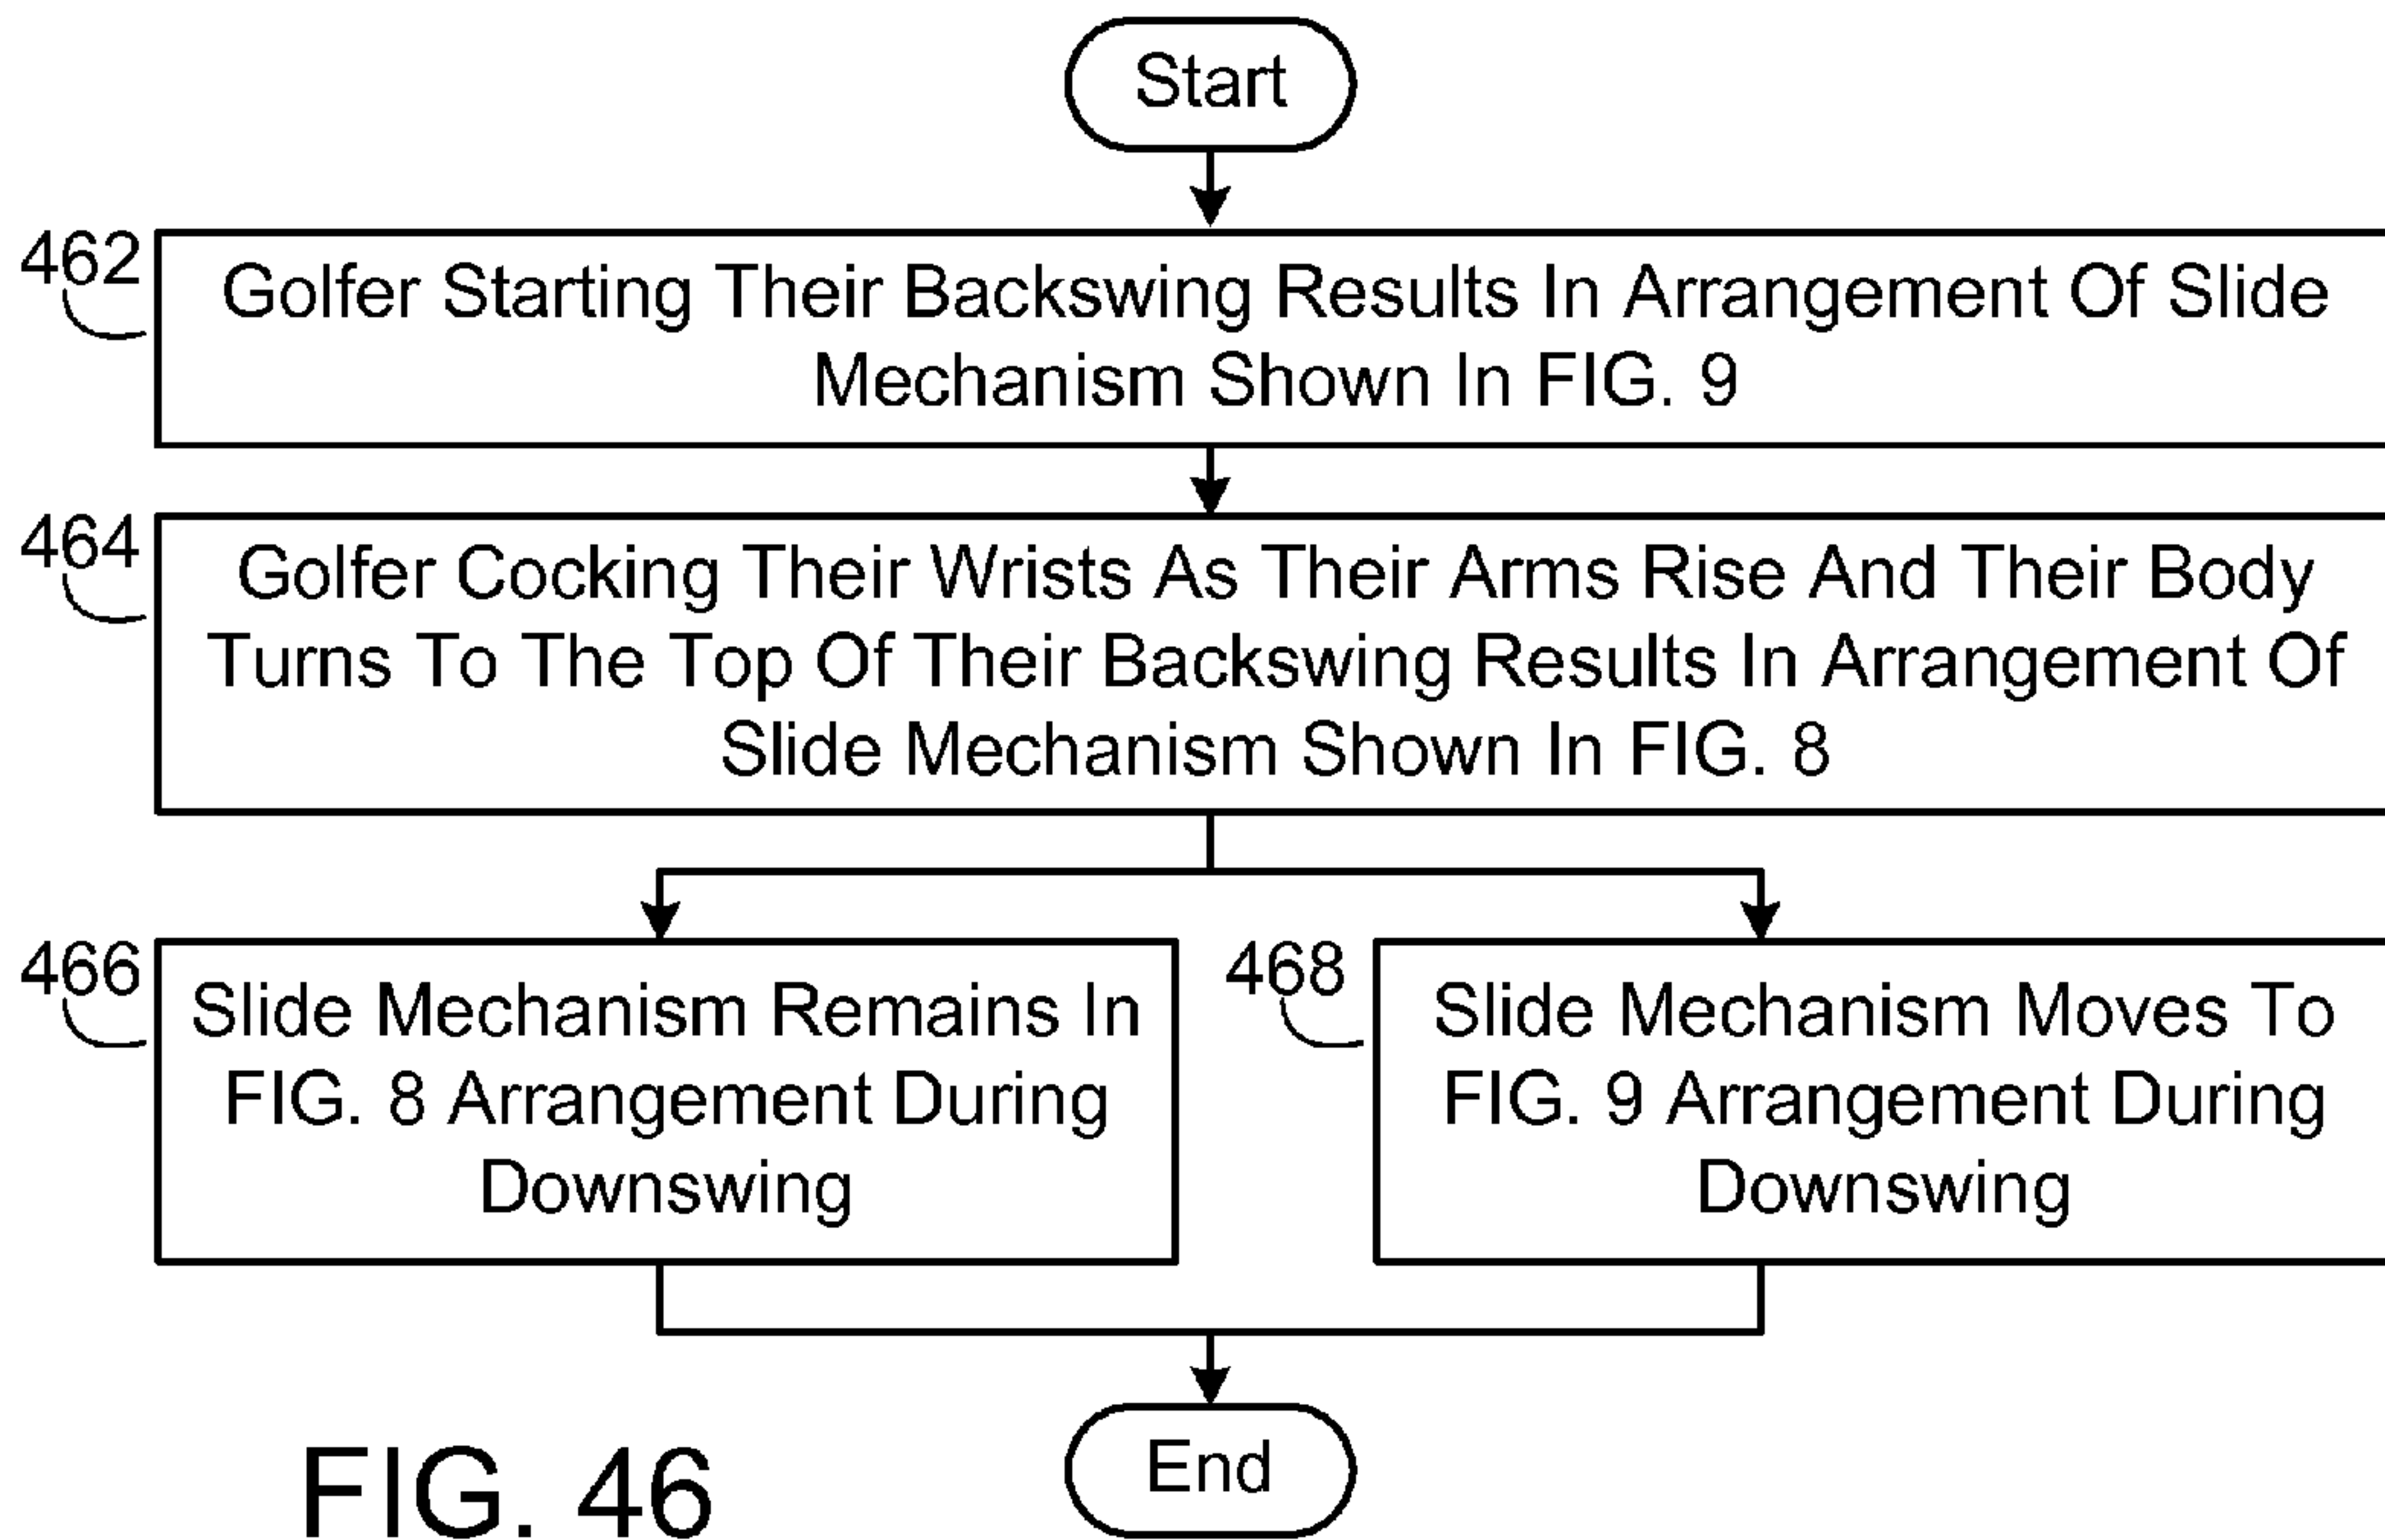 Start
462
Golfer Starting Their Backswing Results In Arrangement Of Slide
Mechanism Shown In FIG. 9
464
Golfer Cocking Their Wrists As Their Arms Rise And Their Body
Turns To The Top Of Their Backswing Results In Arrangement Of
Slide Mechanism Shown In FIG. 8
466
Slide Mechanism Remains In
FIG. 8 Arrangement During
Downswing
468
Slide Mechanism Moves To
FIG. 9 Arrangement During
Downswing
End
FIG. 46